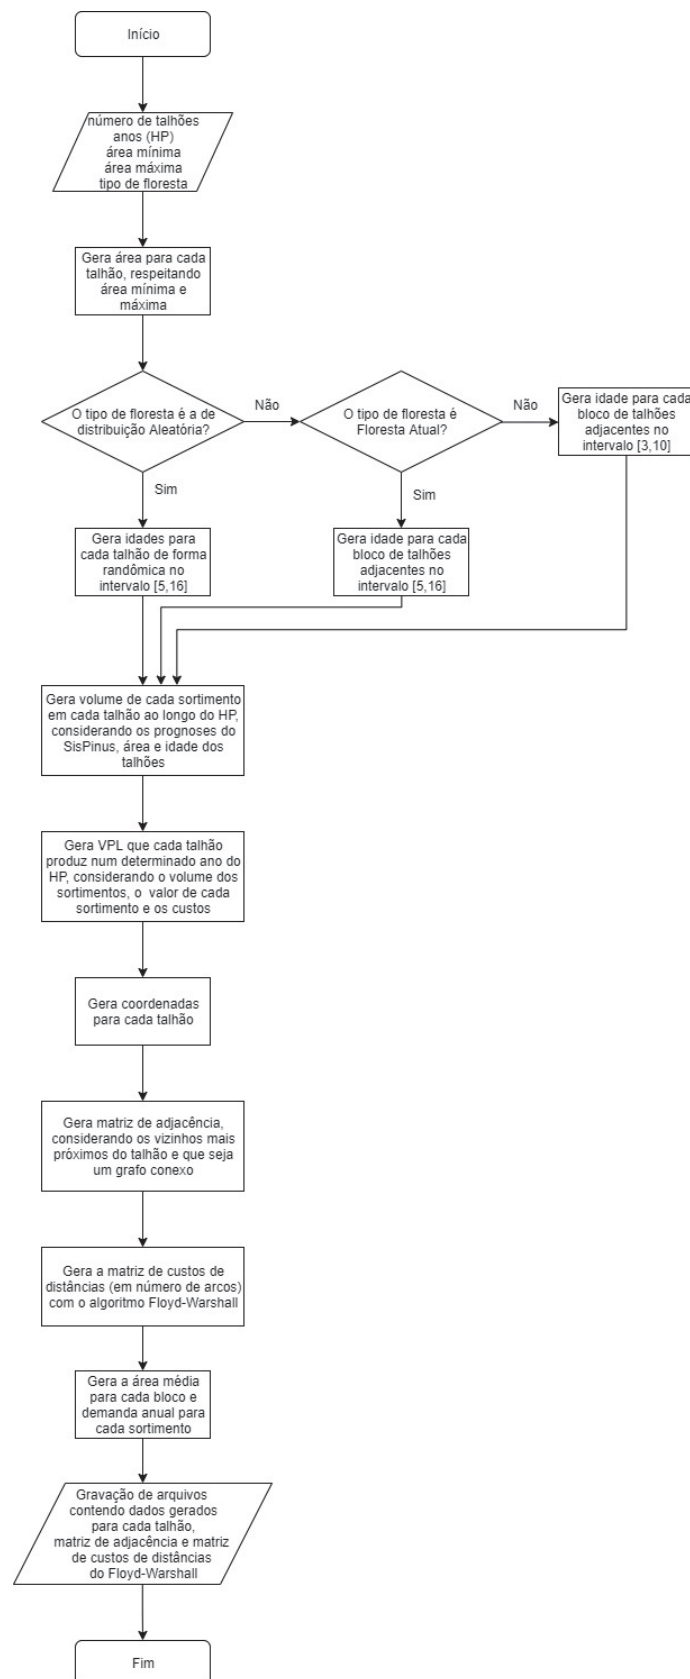 Início
número de talhões
anos (HP)
área mínima
área máxima
tipo de floresta
Gera área para cada
talhão, respeitando
área mínima e
máxima
O tipo de floresta é a de
distribuição Aleatória?
Não
O tipo de floresta é
Floresta Atual?
Não
Gera idade para cada
bloco de talhões
adjacentes no
intervalo [3,10]
Sim
Sim
Gera idades para
cada talhão de forma
randômica no
intervalo [5,16]
Gera idade para cada
bloco de talhões
adjacentes no
intervalo [5,16]
Gera volume de cada sortimento
em cada talhão ao longo do HP,
considerando os prognoses do
SisPinus, área e idade dos
talhões
Gera VPL que cada talhão
produz num determinado ano do
HP, considerando o volume dos
sortimentos, o valor de cada
sortimento e os custos
Gera coordenadas
para cada talhão
Gera matriz de adjacência,
considerando os vizinhos mais
próximos do talhão e que seja
um grafo conexo
Gera a matriz de custos de
distâncias (em número de arcos)
com o algoritmo Floyd-Warshall
Gera a área média
para cada bloco e
demanda anual para
cada sortimento
Gravação de arquivos
contendo dados gerados
para cada talhão,
matriz de adjacência e matriz
de custos de distâncias
do Floyd-Warshall
Fim